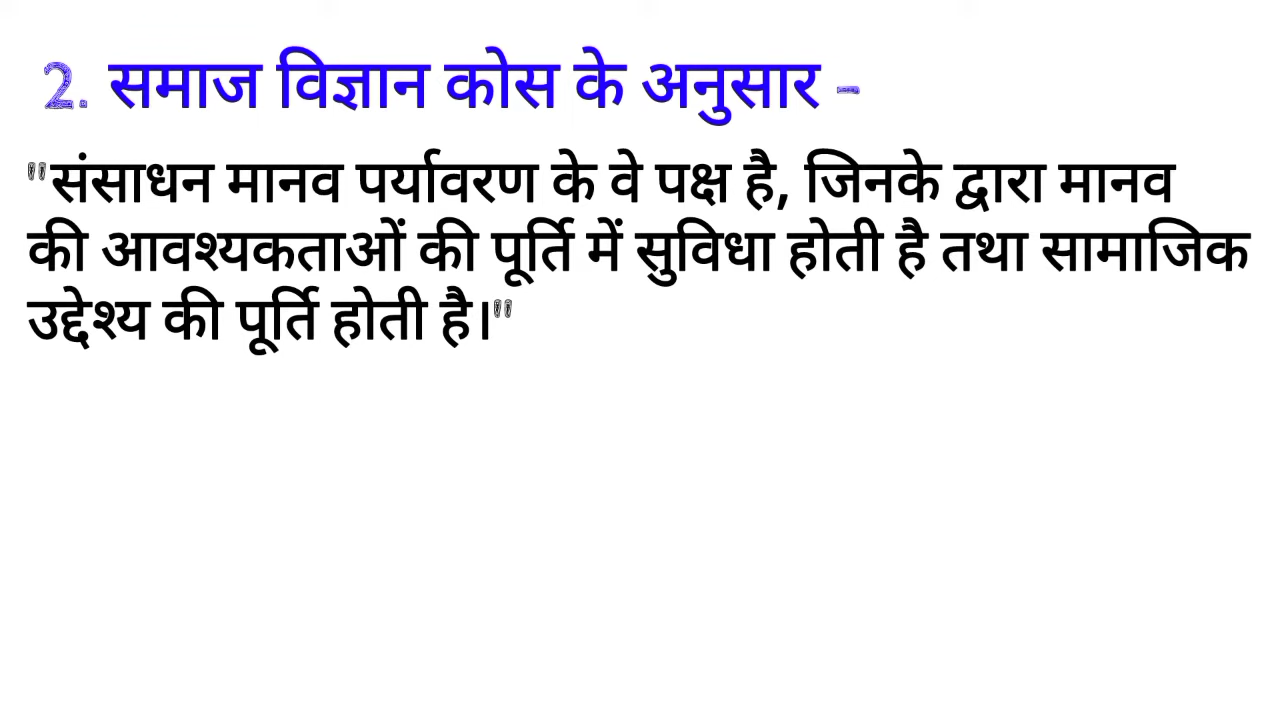 2. समाज विज्ञान कोस के अनुसार -
"संसाधन मानव पर्यावरण के वे पक्ष है, जिनके द्वारा मानव
की आवश्यकताओं की पूर्ति में सुविधा होती है तथा सामाजिक
उद्देश्य की पूर्ति होती है।"